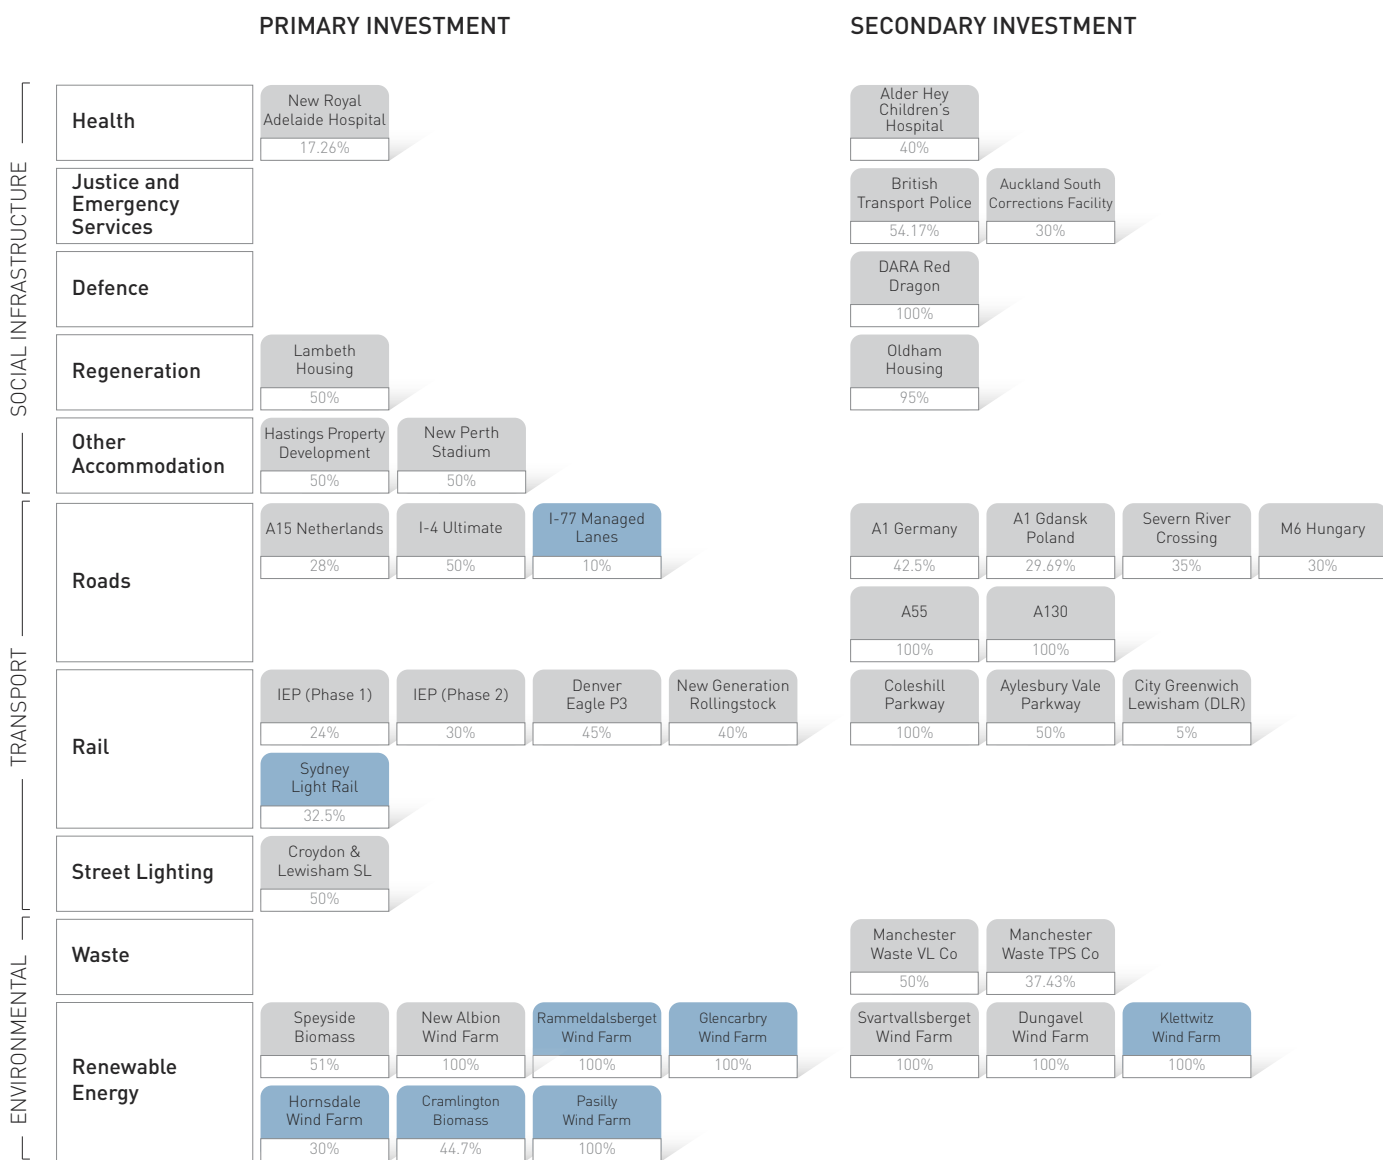 PRIMARY INVESTMENT
SECONDARY INVESTMENT
SOCIAL INFRASTRUCTURE
Health
New Royal
Adelaide Hospital
17.26%
Alder Hey
Children's
Hospital
40%
Justice and
Emergency
Services
British
Transport Police
54.17%
Auckland South
Corrections Facility
30%
Defence
DARA Red
Dragon
100%
Regeneration
Lambeth
Housing
50%
Oldham
Housing
95%
Other
Accommodation
Hastings Property
Development
50%
New Perth
Stadium
50%
TRANSPORT
Roads
A15 Netherlands
28%
I-4 Ultimate
50%
I-77 Managed
Lanes
10%
A1 Germany
42.5%
A1 Gdansk
Poland
29.69%
Severn River
Crossing
35%
M6 Hungary
30%
A55
100%
A130
100%
Rail
IEP (Phase 1)
24%
IEP (Phase 2)
30%
Denver
Eagle P3
45%
New Generation
Rollingstock
40%
Sydney
Light Rail
32.5%
Coleshill
Parkway
100%
Aylesbury Vale
Parkway
50%
City Greenwich
Lewisham (DLR)
5%
Street Lighting
Croydon &
Lewisham SL
50%
ENVIRONMENTAL
Waste
Manchester
Waste VL Co
50%
Manchester
Waste TPS Co
37.43%
Renewable
Energy
Speyside
Biomass
51%
New Albion
Wind Farm
100%
Rammeldalsberget
Wind Farm
100%
Glencarbry
Wind Farm
100%
Hornsdale
Wind Farm
30%
Cramlington
Biomass
44.7%
Pasilly
Wind Farm
100%
Svartvallsberget
Wind Farm
100%
Dungavel
Wind Farm
100%
Klettwitz
Wind Farm
100%